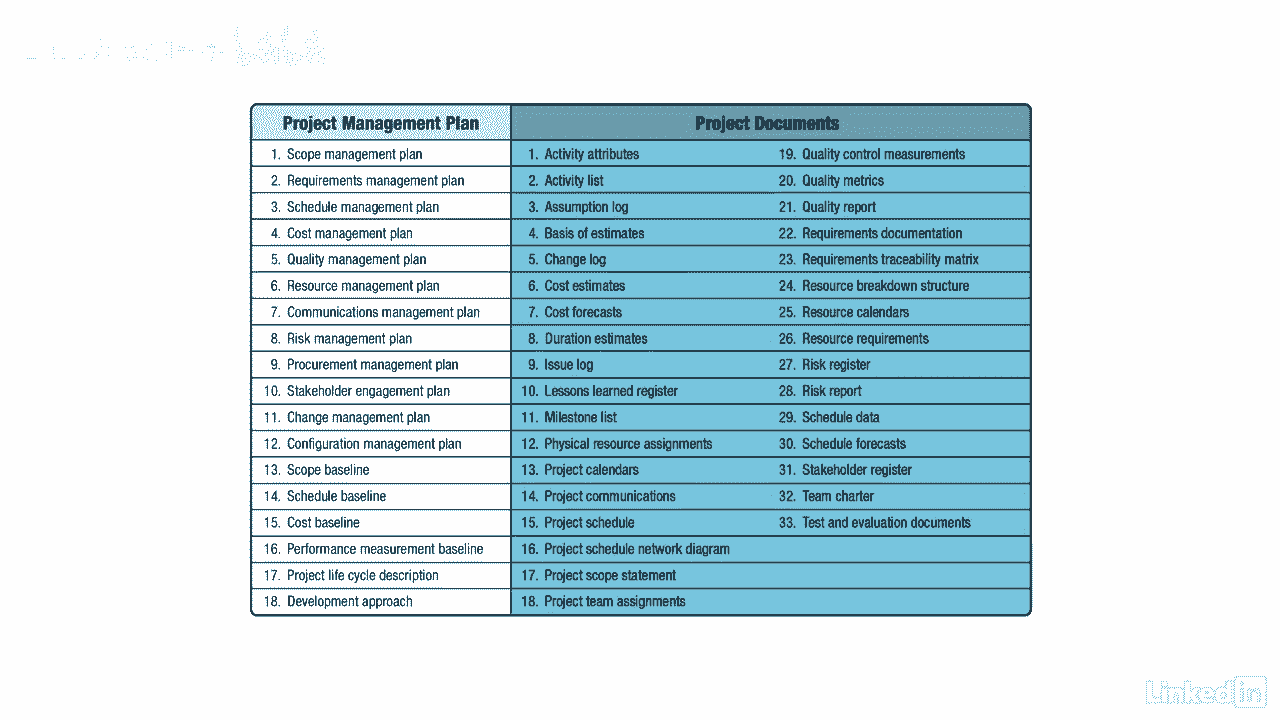 Project Management Plan Project Documents
1. Scope management plan 1. Activity attributes 19. Quality control measurements
2. Requirements management plan 2. Activity list 20. Quality metrics
3. Schedule management plan 3. Assumption log 21. Quality report
4. Cost management plan 4. Basis of estimates 22. Requirements documentation
5. Quality management plan 5. Change log 23. Requirements traceability matrix
6. Resource management plan 6. Cost estimates 24. Resource breakdown structure
7. Communications management plan 7. Cost forecasts 25. Resource calendars
8. Risk management plan 8. Duration estimates 26. Resource requirements
9. Procurement management plan 9. Issue log 27. Risk register
10. Stakeholder engagement plan 10. Lessons learned register 28. Risk report
11. Change management plan 11. Milestone list 29. Schedule data
12. Configuration management plan 12. Physical resource assignments 30. Schedule forecasts
13. Scope baseline 13. Project calendars 31. Stakeholder register
14. Schedule baseline 14. Project communications 32. Team charter
15. Cost baseline 15. Project schedule 33. Test and evaluation documents
16. Performance measurement baseline 16. Project schedule network diagram
17. Project life cycle description 17. Project scope statement
18. Development approach 18. Project team assignments
Linked in